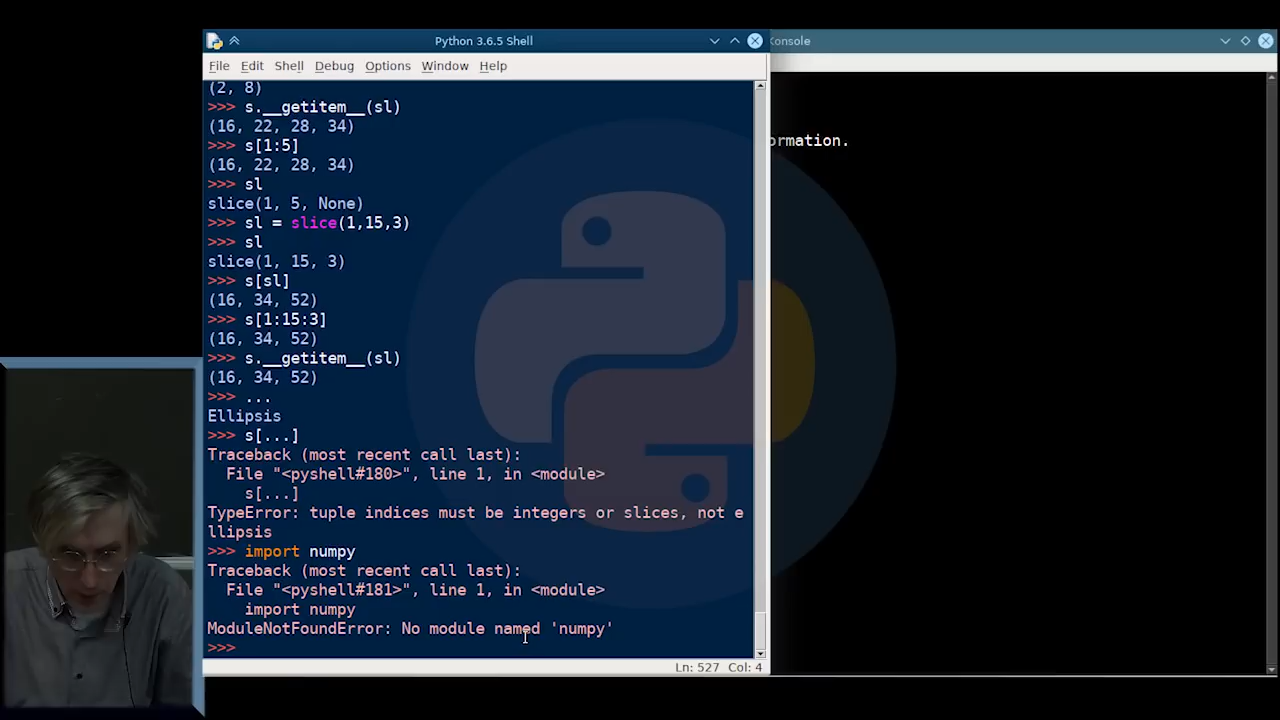 Python 3.6.5 Shell
Konsole
File Edit Shell Debug Options Window Help
(2, 8)
>>> s.__getitem__(sl)
(16, 22, 28, 34)
>>> s[1:5]
(16, 22, 28, 34)
>>> sl
slice(1, 5, None)
>>> sl = slice(1,15,3)
>>> sl
slice(1, 15, 3)
>>> s[sl]
(16, 34, 52)
>>> s[1:15:3]
(16, 34, 52)
>>> s.__getitem__(sl)
(16, 34, 52)
>>> ...
Ellipsis
>>> s[...]
Traceback (most recent call last):
  File "<pyshell#180>", line 1, in <module>
    s[...]
TypeError: tuple indices must be integers or slices, not e
llipsis
>>> import numpy
Traceback (most recent call last):
  File "<pyshell#181>", line 1, in <module>
    import numpy
ModuleNotFoundError: No module named 'numpy'
>>>
Ln: 527 Col: 4
ormation.